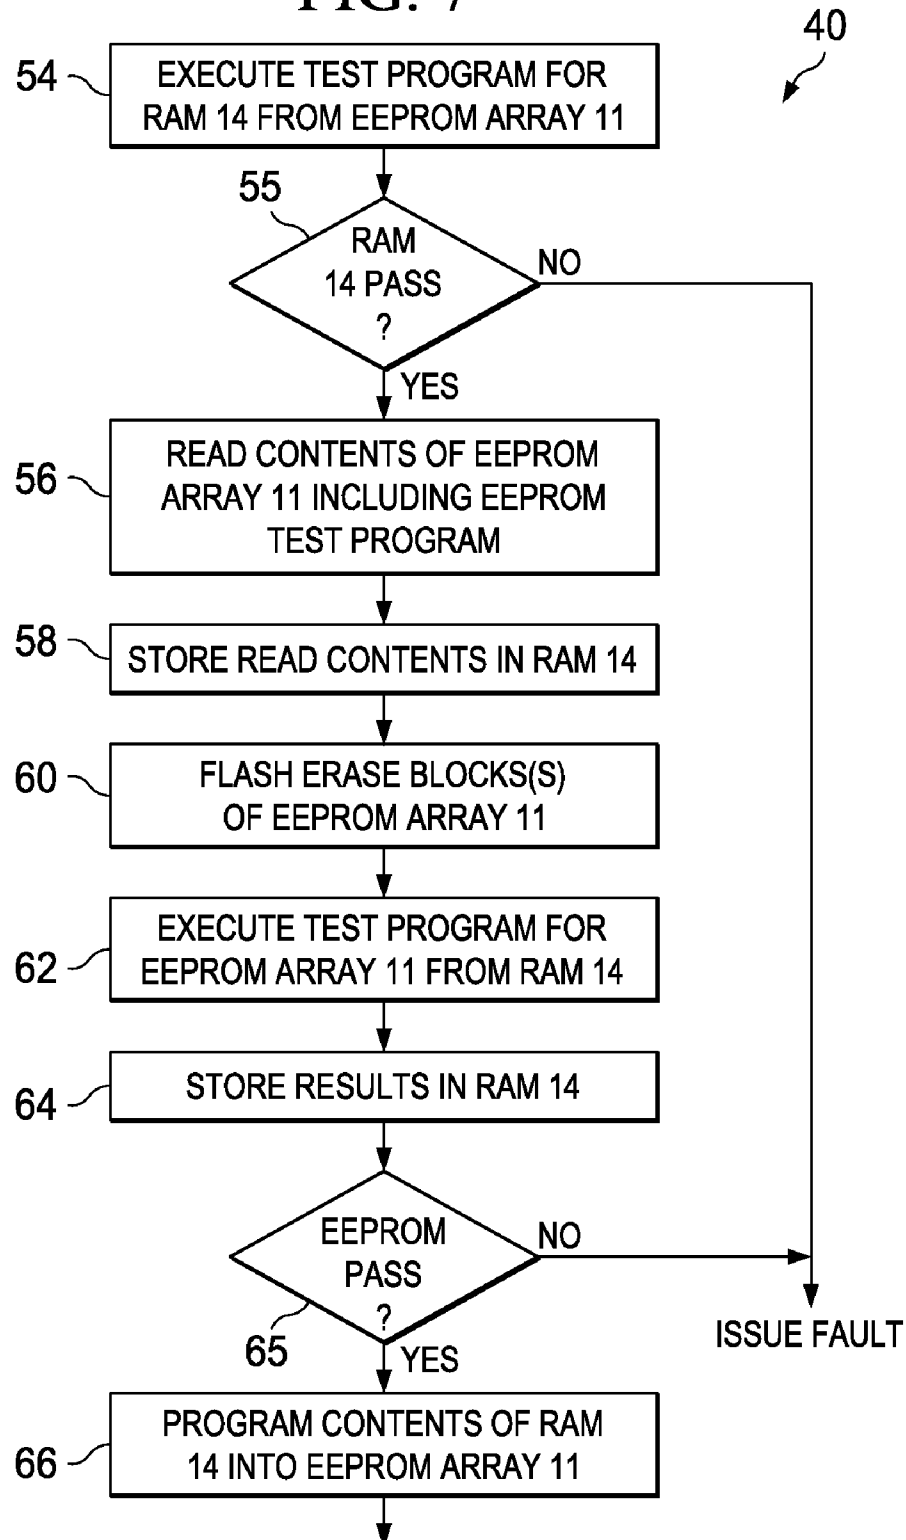 FIG. 7
40
54
EXECUTE TEST PROGRAM FOR
RAM 14 FROM EEPROM ARRAY 11
55
RAM
14 PASS
?
NO
YES
56
READ CONTENTS OF EEPROM
ARRAY 11 INCLUDING EEPROM
TEST PROGRAM
58
STORE READ CONTENTS IN RAM 14
60
FLASH ERASE BLOCKS(S)
OF EEPROM ARRAY 11
62
EXECUTE TEST PROGRAM FOR
EEPROM ARRAY 11 FROM RAM 14
64
STORE RESULTS IN RAM 14
EEPROM
PASS
?
NO
65
YES
ISSUE FAULT
66
PROGRAM CONTENTS OF RAM
14 INTO EEPROM ARRAY 11